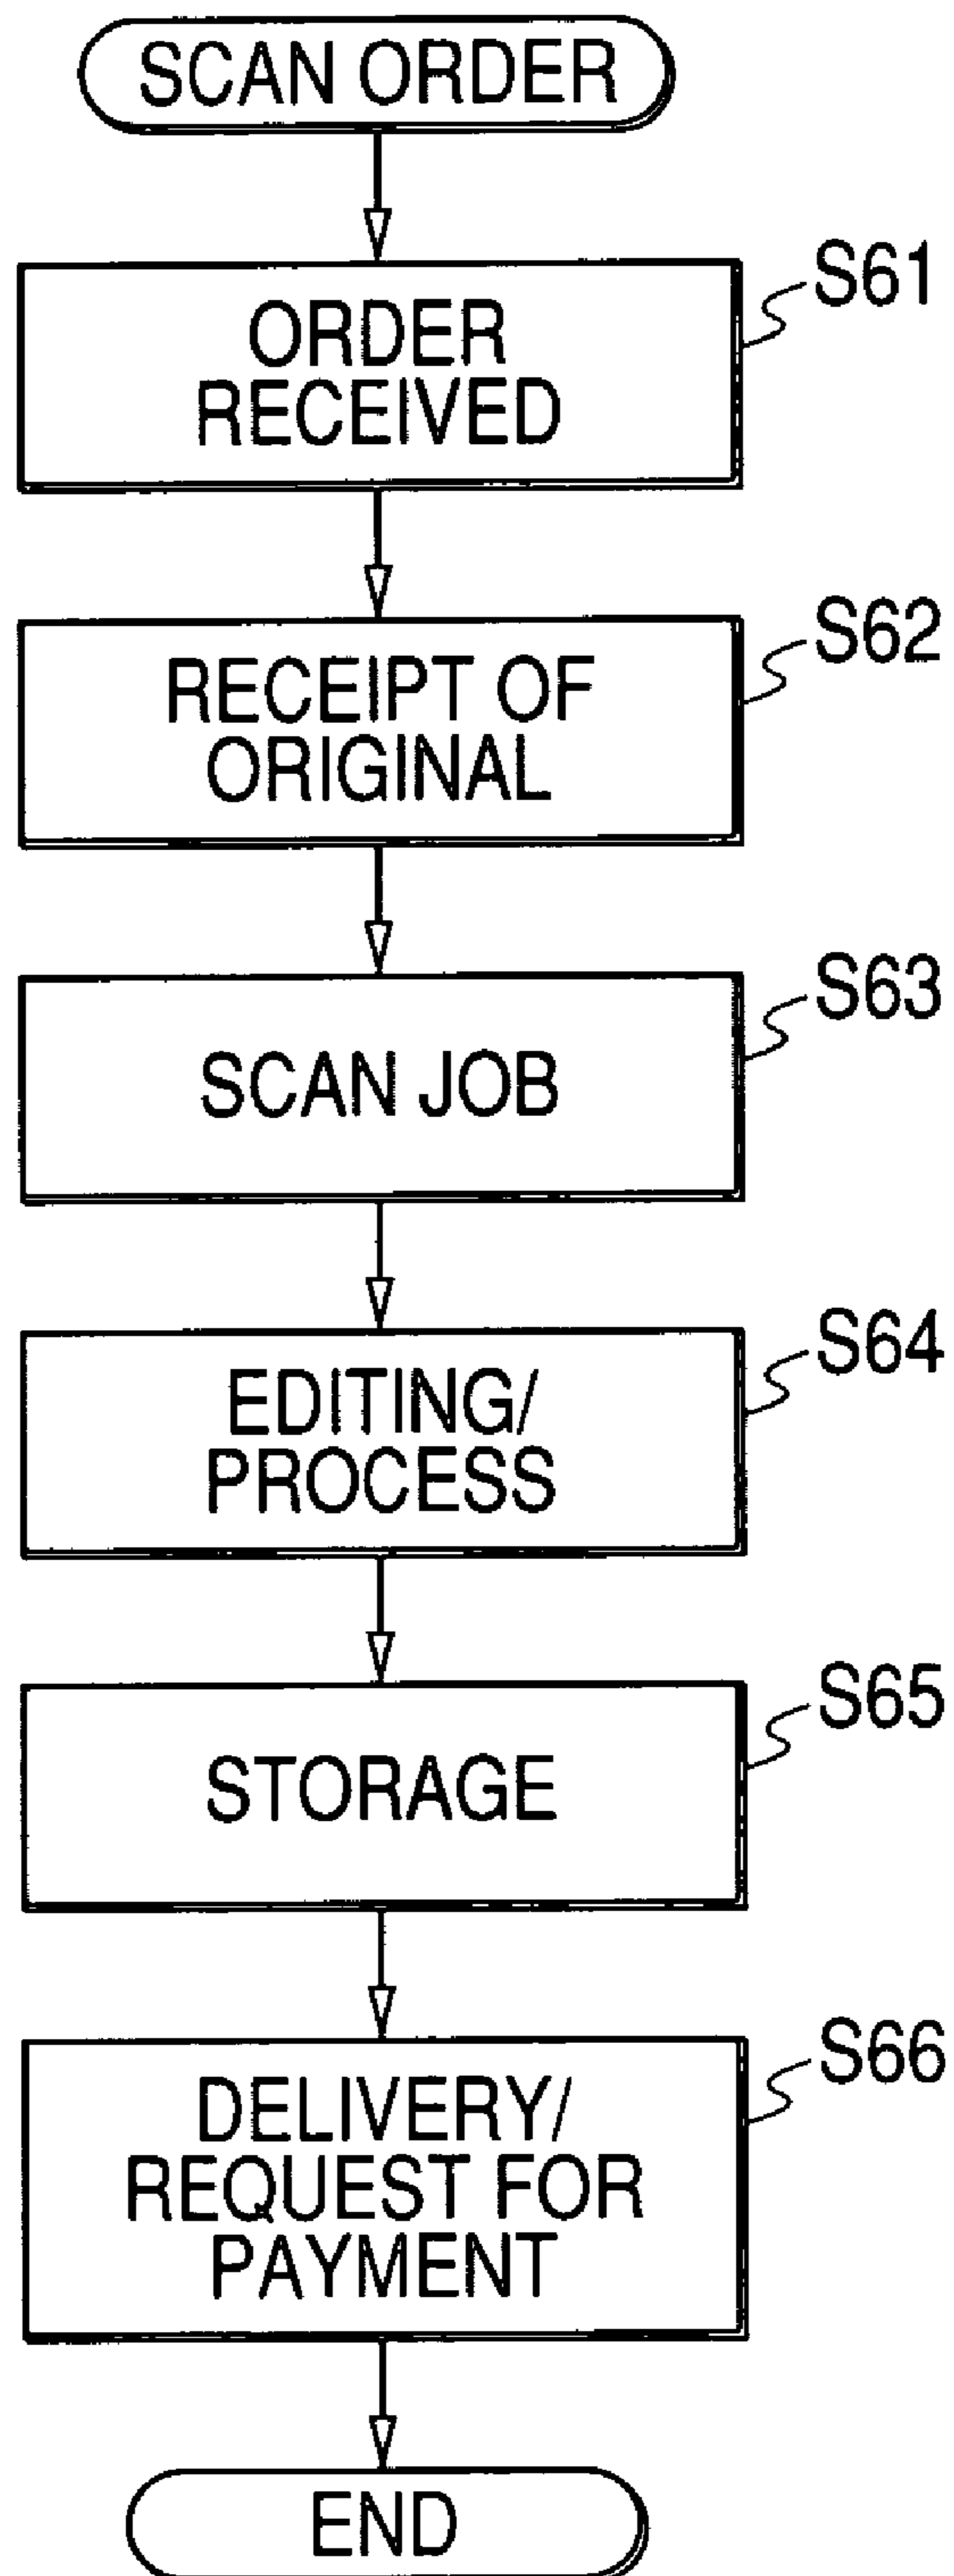 SCAN ORDER
S61
ORDER
RECEIVED
S62
RECEIPT OF
ORIGINAL
S63
SCAN JOB
S64
EDITING/
PROCESS
S65
STORAGE
S66
DELIVERY/
REQUEST FOR
PAYMENT
END